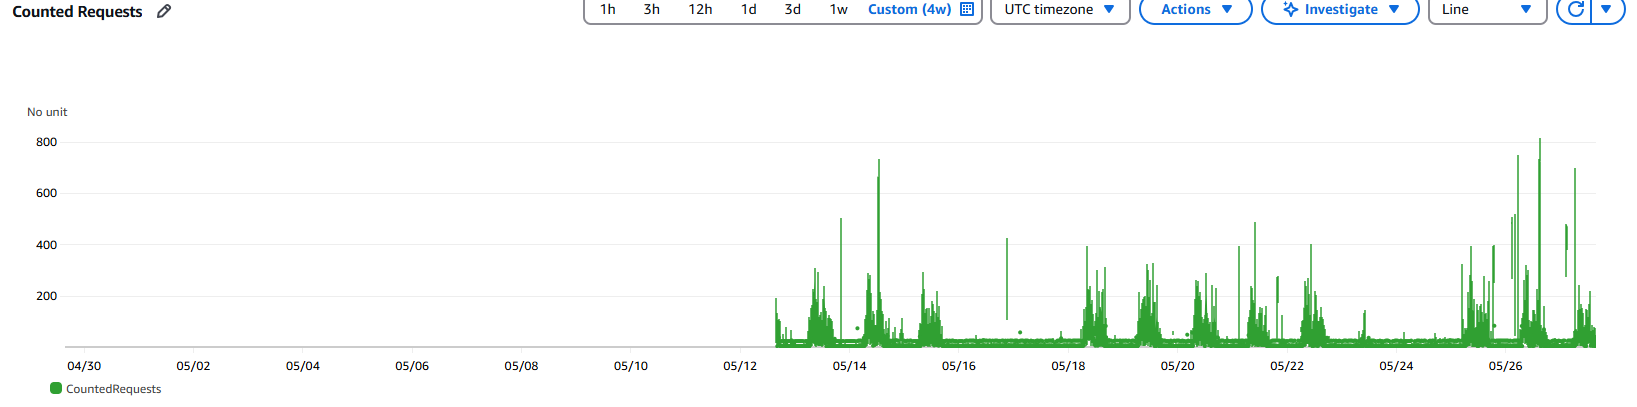 Counted Requests
1h 3h 12h 1d 3d 1w Custom (4w) UTC timezone Actions Investigate Line
No unit
800
600
400
200
04/30 05/02 05/04 05/06 05/08 05/10 05/12 05/14 05/16 05/18 05/20 05/22 05/24 05/26
CountedRequests